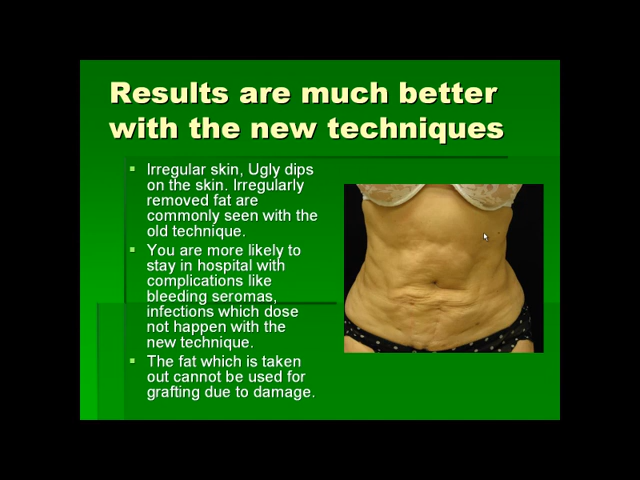 Results are much better
with the new techniques
Irregular skin, Ugly dips
on the skin. Irregularly
removed fat are
commonly seen with the
old technique.
You are more likely to
stay in hospital with
complications like
bleeding seromas,
infections which dose
not happen with the
new technique.
The fat which is taken
out cannot be used for
grafting due to damage.